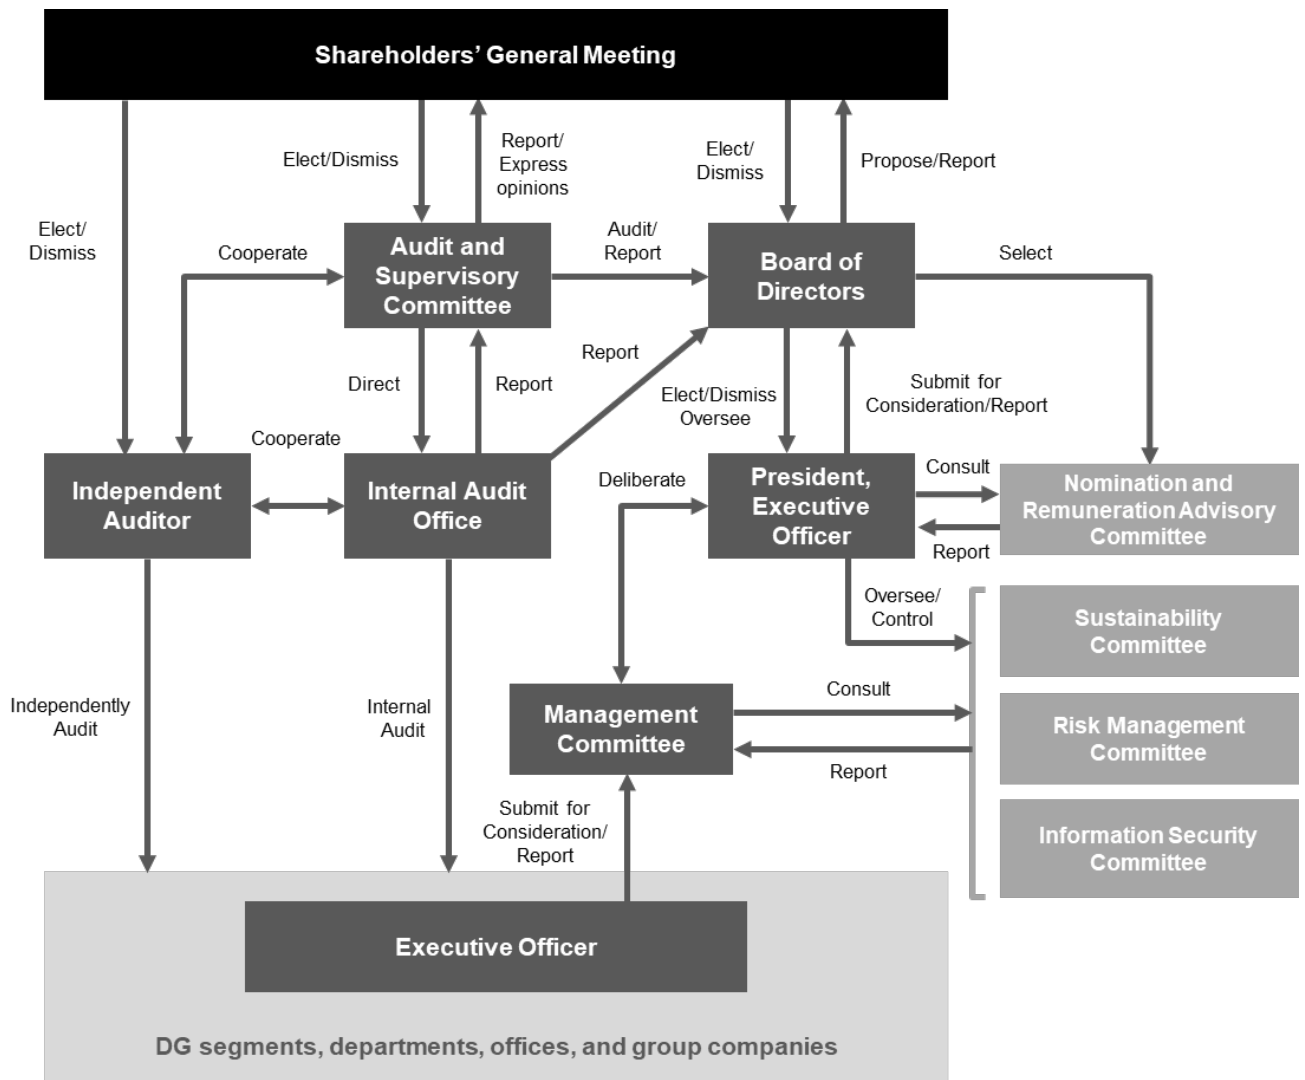 Shareholders’ General Meeting
Elect/
Dismiss
Elect/Dismiss
Report/
Express
opinions
Elect/
Dismiss
Propose/Report
Cooperate
Audit and
Supervisory
Committee
Audit/
Report
Board of
Directors
Select
Direct
Report
Report
Elect/Dismiss
Oversee
Submit for
Consideration/Report
Cooperate
Independent
Auditor
Internal Audit
Office
Deliberate
President,
Executive
Officer
Consult
Report
Nomination and
Remuneration Advisory
Committee
Oversee/
Control
Sustainability
Committee
Independently
Audit
Internal
Audit
Management
Committee
Consult
Report
Risk Management
Committee
Submit for
Consideration/
Report
Information Security
Committee
Executive Officer
DG segments, departments, offices, and group companies